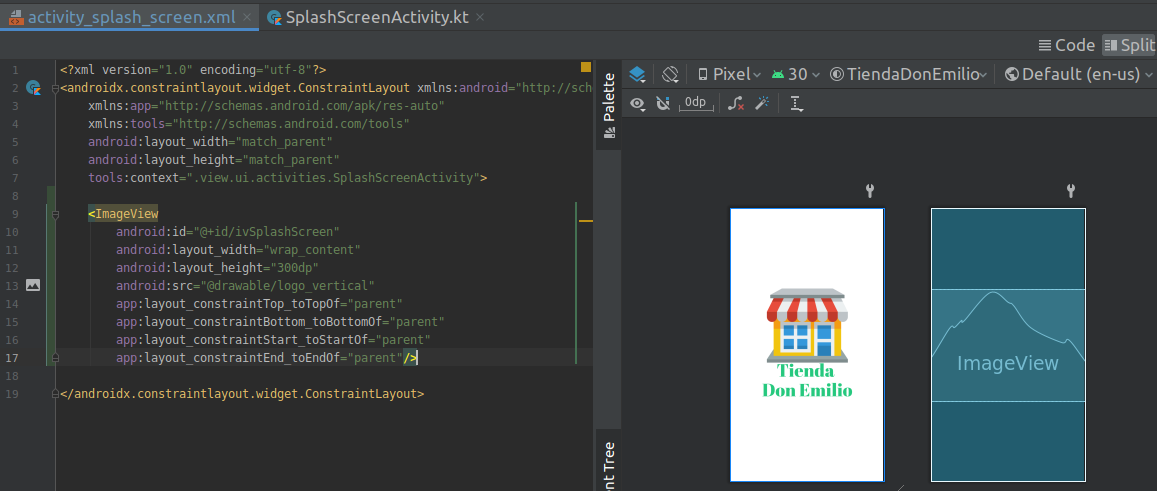 activity_splash_screen.xml
SplashScreenActivity.kt
Code
Split
1 <?xml version="1.0" encoding="utf-8"?>
2 <androidx.constraintlayout.widget.ConstraintLayout xmlns:android="http://sch
3 xmlns:app="http://schemas.android.com/apk/res-auto"
4 xmlns:tools="http://schemas.android.com/tools"
5 android:layout_width="match_parent"
6 android:layout_height="match_parent"
7 tools:context=".view.ui.activities.SplashScreenActivity">
8
9 <ImageView
10 android:id="@+id/ivSplashScreen"
11 android:layout_width="wrap_content"
12 android:layout_height="300dp"
13 android:src="@drawable/logo_vertical"
14 app:layout_constraintTop_toTopOf="parent"
15 app:layout_constraintBottom_toBottomOf="parent"
16 app:layout_constraintStart_toStartOf="parent"
17 app:layout_constraintEnd_toEndOf="parent"/>
18
19 </androidx.constraintlayout.widget.ConstraintLayout>
Palette
nt Tree
Pixel 30 TiendaDonEmilio Default (en-us)
0dp
Tienda
Don Emilio
ImageView